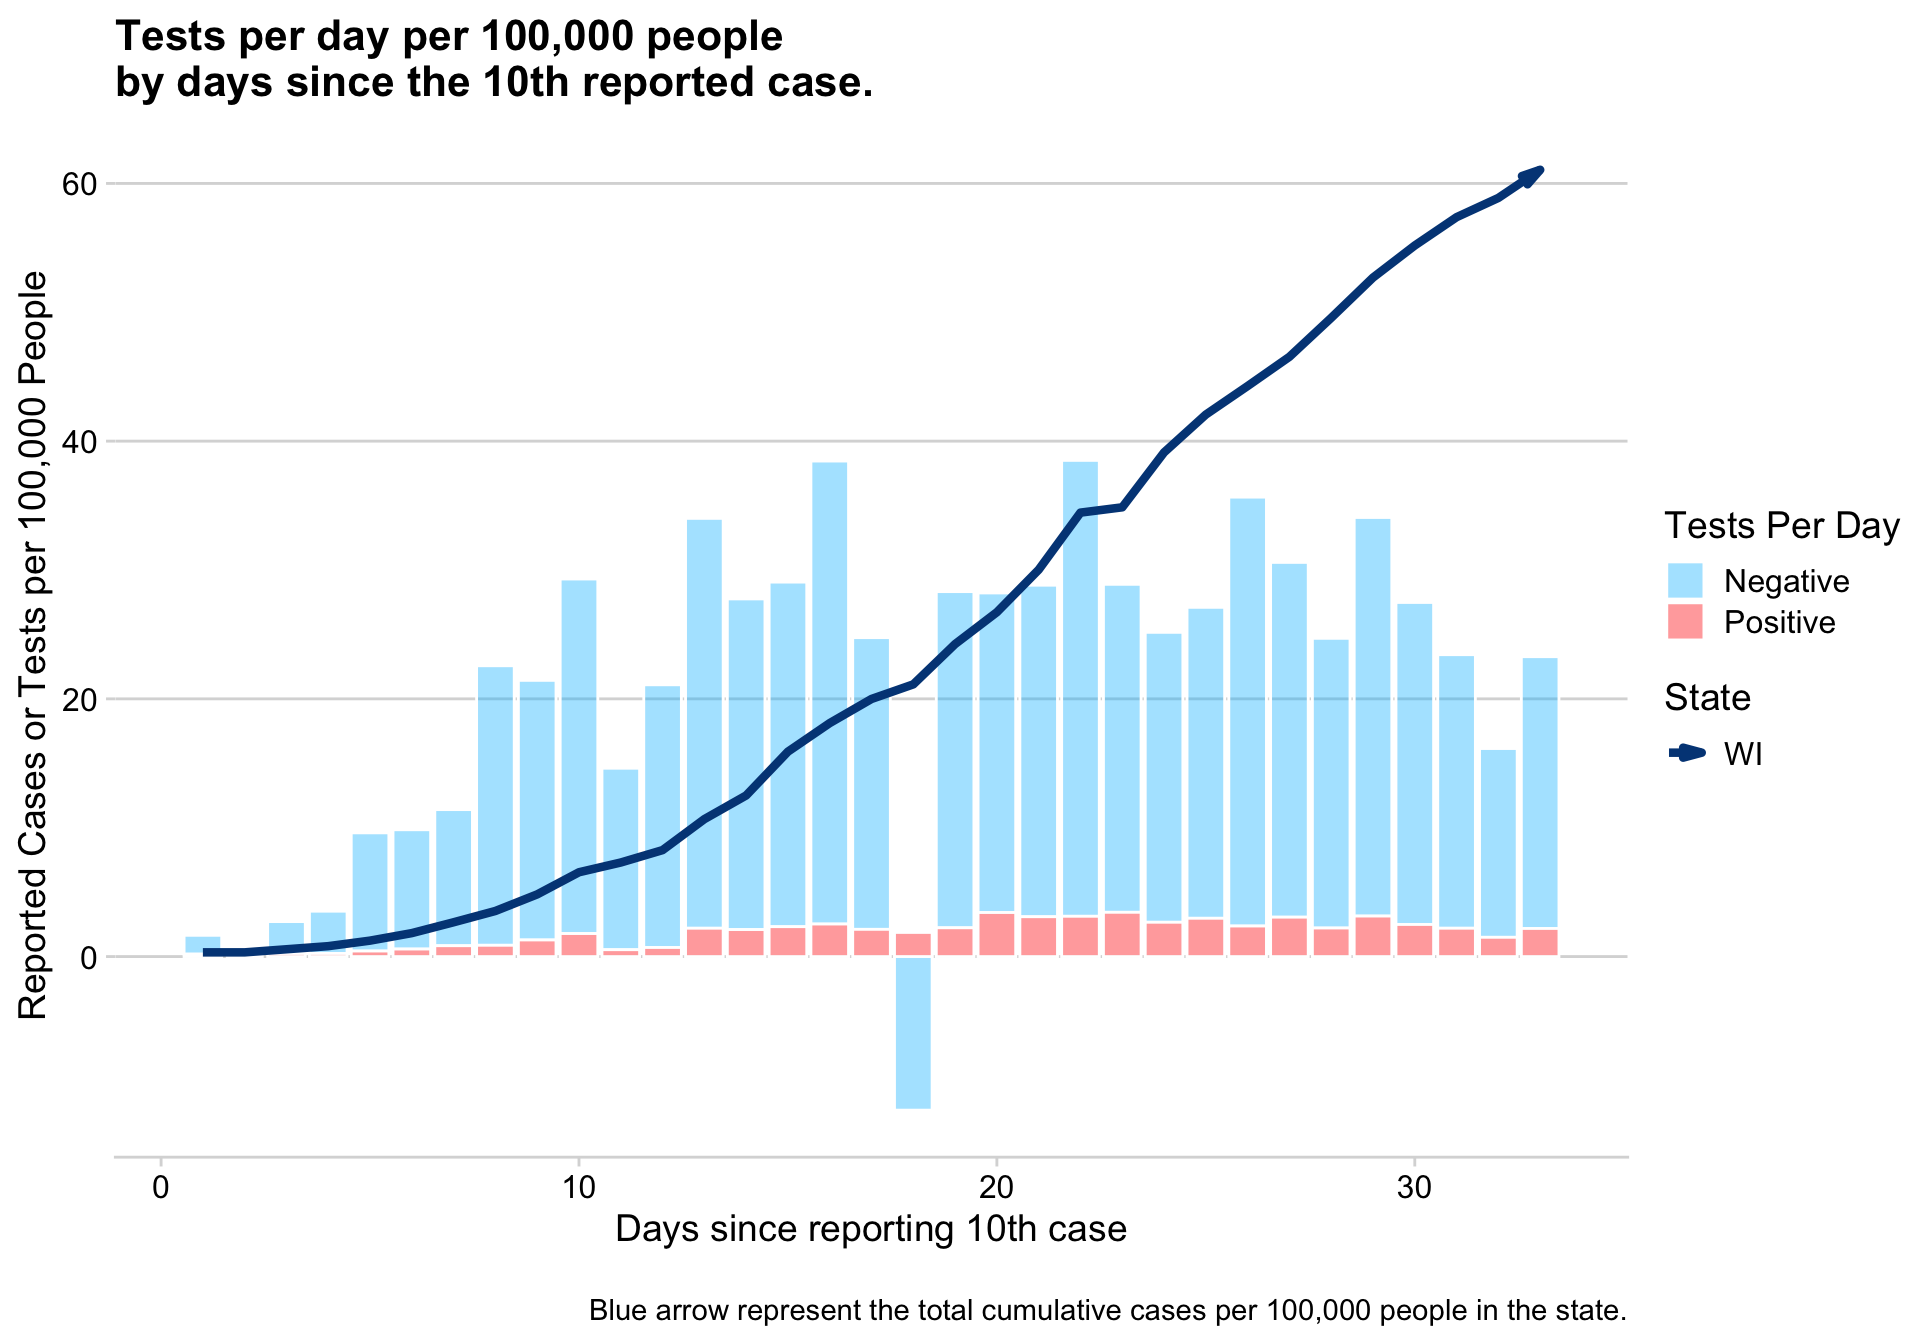 Tests per day per 100,000 people
by days since the 10th reported case.
Reported Cases or Tests per 100,000 People
60
40
20
0
0
10
20
30
Days since reporting 10th case
Tests Per Day
Negative
Positive
State
WI
Blue arrow represent the total cumulative cases per 100,000 people in the state.